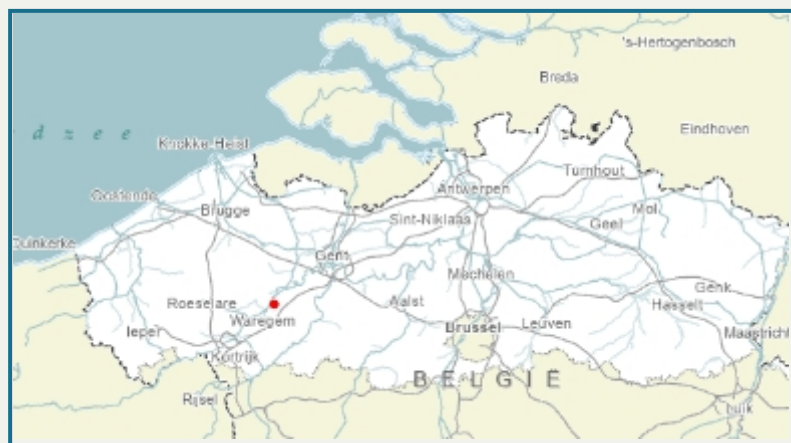 's-Hertogenbosch
Breda
Eindhoven
d z e e
Knokke-Heist
Turnhout
Antwerpen
Oostende
Mol
Brugge
Sint-Niklaas
Geel
Duinkerke
Gent
Mechelen
Genk
Roeselare
Aalst
Hasselt
Waregem
Ieper
Brussel
Leuven
Maastricht
Kortrijk
BELGIË
Rijsel
Luik